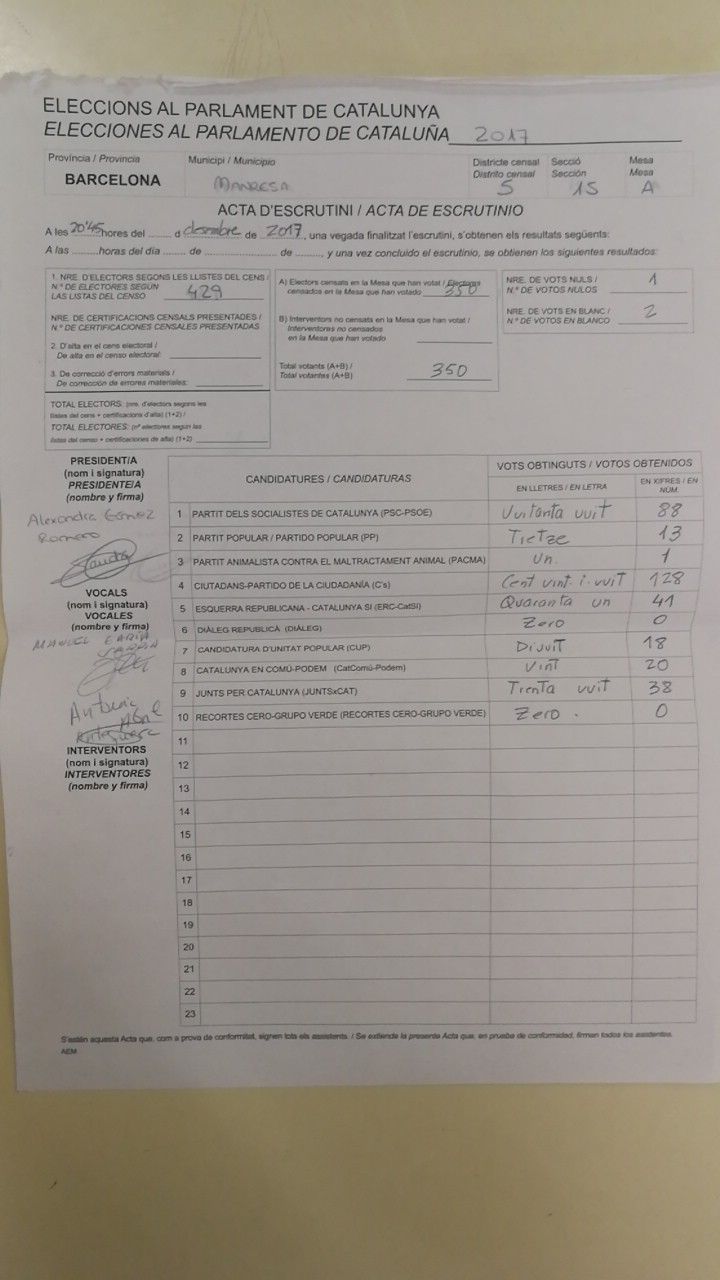 ELECCIONS AL PARLAMENT DE CATALUNYA
ELECCIONES AL PARLAMENTO DE CATALUÑA 2017
Província / Provincia Municipi / Municipio Districte censal Secció Mesa
Distrito censal Sección Mesa
BARCELONA MANRESA 5 15 A
ACTA D'ESCRUTINI / ACTA DE ESCRUTINIO
A les 20'45 hores del ........ d desembre de 2017, una vegada finalitzat l'escrutini, s'obtenen els resultats següents:
A las .........horas del día ........ de ........................ de ........., y una vez concluido el escrutinio, se obtienen los siguientes resultados:
1. NRE. D'ELECTORS SEGONS LES LLISTES DEL CENS /
N.º DE ELECTORES SEGÚN
LAS LISTAS DEL CENSO 429
NRE. DE CERTIFICACIONS CENSALS PRESENTADES /
N.º DE CERTIFICACIONES CENSALES PRESENTADAS
2. D'alta en el cens electoral /
De alta en el censo electoral:
3. De correcció d'errors materials /
De corrección de errores materiales:
TOTAL ELECTORS: (nre. d'electors segons les
llistes del cens + certificacions d'alta) (1+2) /
TOTAL ELECTORES: (nº electores según las
listas del censo + certificaciones de alta) (1+2)
A) Electors censats en la Mesa que han votat / Electores
censados en la Mesa que han votado 350
B) Interventors no censats en la Mesa que han votat /
Interventores no censados
en la Mesa que han votado
Total votants (A+B) /
Total votantes (A+B) 350
NRE. DE VOTS NULS / 1
N.º DE VOTOS NULOS
NRE. DE VOTS EN BLANC / 2
N.º DE VOTOS EN BLANCO
PRESIDENT/A
(nom i signatura)
PRESIDENTE/A
(nombre y firma)
Alexandra Gómez
Romero
VOCALS
(nom i signatura)
VOCALES
(nombre y firma)
MANUEL
Antonio
INTERVENTORS
(nom i signatura)
INTERVENTORES
(nombre y firma)
CANDIDATURES / CANDIDATURAS VOTS OBTINGUTS / VOTOS OBTENIDOS
EN LLETRES / EN LETRA EN XIFRES / EN NÚM.
1 PARTIT DELS SOCIALISTES DE CATALUNYA (PSC-PSOE) Vuitanta vuit 88
2 PARTIT POPULAR / PARTIDO POPULAR (PP) Tretze 13
3 PARTIT ANIMALISTA CONTRA EL MALTRACTAMENT ANIMAL (PACMA) Un. 1
4 CIUTADANS-PARTIDO DE LA CIUDADANÍA (C's) Cent vint. i. vuit 128
5 ESQUERRA REPUBLICANA - CATALUNYA SI (ERC-CatSI) Quaranta un 41
6 DIÀLEG REPUBLICÀ (DIÀLEG) Zero 0
7 CANDIDATURA D'UNITAT POPULAR (CUP) Divuit 18
8 CATALUNYA EN COMÚ-PODEM (CatComú-Podem) Vint 20
9 JUNTS PER CATALUNYA (JUNTSxCAT) Trenta vuit 38
10 RECORTES CERO-GRUPO VERDE (RECORTES CERO-GRUPO VERDE) Zero . 0
11
12
13
14
15
16
17
18
19
20
21
22
23
S'estén aquesta Acta que, com a prova de conformitat, signen tots els assistents. / Se extiende la presente Acta que, en prueba de conformidad, firman todos los asistentes.
AEM